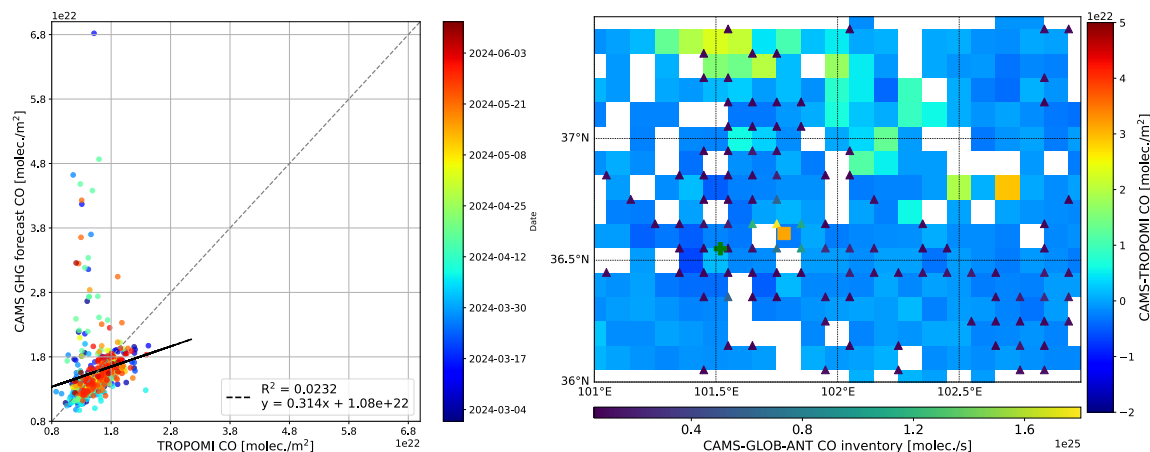 1e22
6.8
5.8
4.8
3.8
2.8
1.8
0.8
CAMS GHG forecast CO [molec./m²]
0.8 1.8 2.8 3.8 4.8 5.8 6.8
1e22
TROPOMI CO [molec./m²]
R² = 0.0232
y = 0.314x + 1.08e+22
2024-06-03
2024-05-21
2024-05-08
2024-04-25
2024-04-12
2024-03-30
2024-03-17
2024-03-04
Date
37°N
36.5°N
36°N
101°E 101.5°E 102°E 102.5°E
0.4 0.8 1.2 1.6
1e25
CAMS-GLOB-ANT CO inventory [molec./s]
1e22
5
4
3
2
1
0
−1
−2
CAMS-TROPOMI CO [molec./m²]